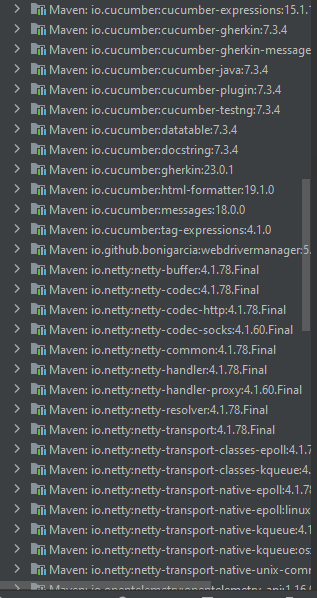 Maven: io.cucumber:cucumber-expressions:15.1.1
Maven: io.cucumber:cucumber-gherkin:7.3.4
Maven: io.cucumber:cucumber-gherkin-message
Maven: io.cucumber:cucumber-java:7.3.4
Maven: io.cucumber:cucumber-plugin:7.3.4
Maven: io.cucumber:cucumber-testng:7.3.4
Maven: io.cucumber:datatable:7.3.4
Maven: io.cucumber:docstring:7.3.4
Maven: io.cucumber:gherkin:23.0.1
Maven: io.cucumber:html-formatter:19.1.0
Maven: io.cucumber:messages:18.0.0
Maven: io.cucumber:tag-expressions:4.1.0
Maven: io.github.bonigarcia:webdrivermanager:5.
Maven: io.netty:netty-buffer:4.1.78.Final
Maven: io.netty:netty-codec:4.1.78.Final
Maven: io.netty:netty-codec-http:4.1.78.Final
Maven: io.netty:netty-codec-socks:4.1.60.Final
Maven: io.netty:netty-common:4.1.78.Final
Maven: io.netty:netty-handler:4.1.78.Final
Maven: io.netty:netty-handler-proxy:4.1.60.Final
Maven: io.netty:netty-resolver:4.1.78.Final
Maven: io.netty:netty-transport:4.1.78.Final
Maven: io.netty:netty-transport-classes-epoll:4.1.7
Maven: io.netty:netty-transport-classes-kqueue:4.1
Maven: io.netty:netty-transport-native-epoll:4.1.78
Maven: io.netty:netty-transport-native-epoll:linux
Maven: io.netty:netty-transport-native-kqueue:4.1
Maven: io.netty:netty-transport-native-kqueue:os
Maven: io.netty:netty-transport-native-unix-comm
Maven: io.opentelemetry:opentelemetry-api:1.16.0